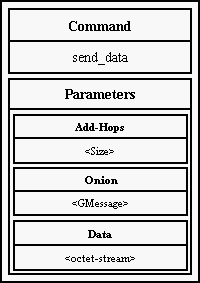 Command
send_data
Parameters
Add-Hops
<Size>
Onion
<GMessage>
Data
<octet-stream>